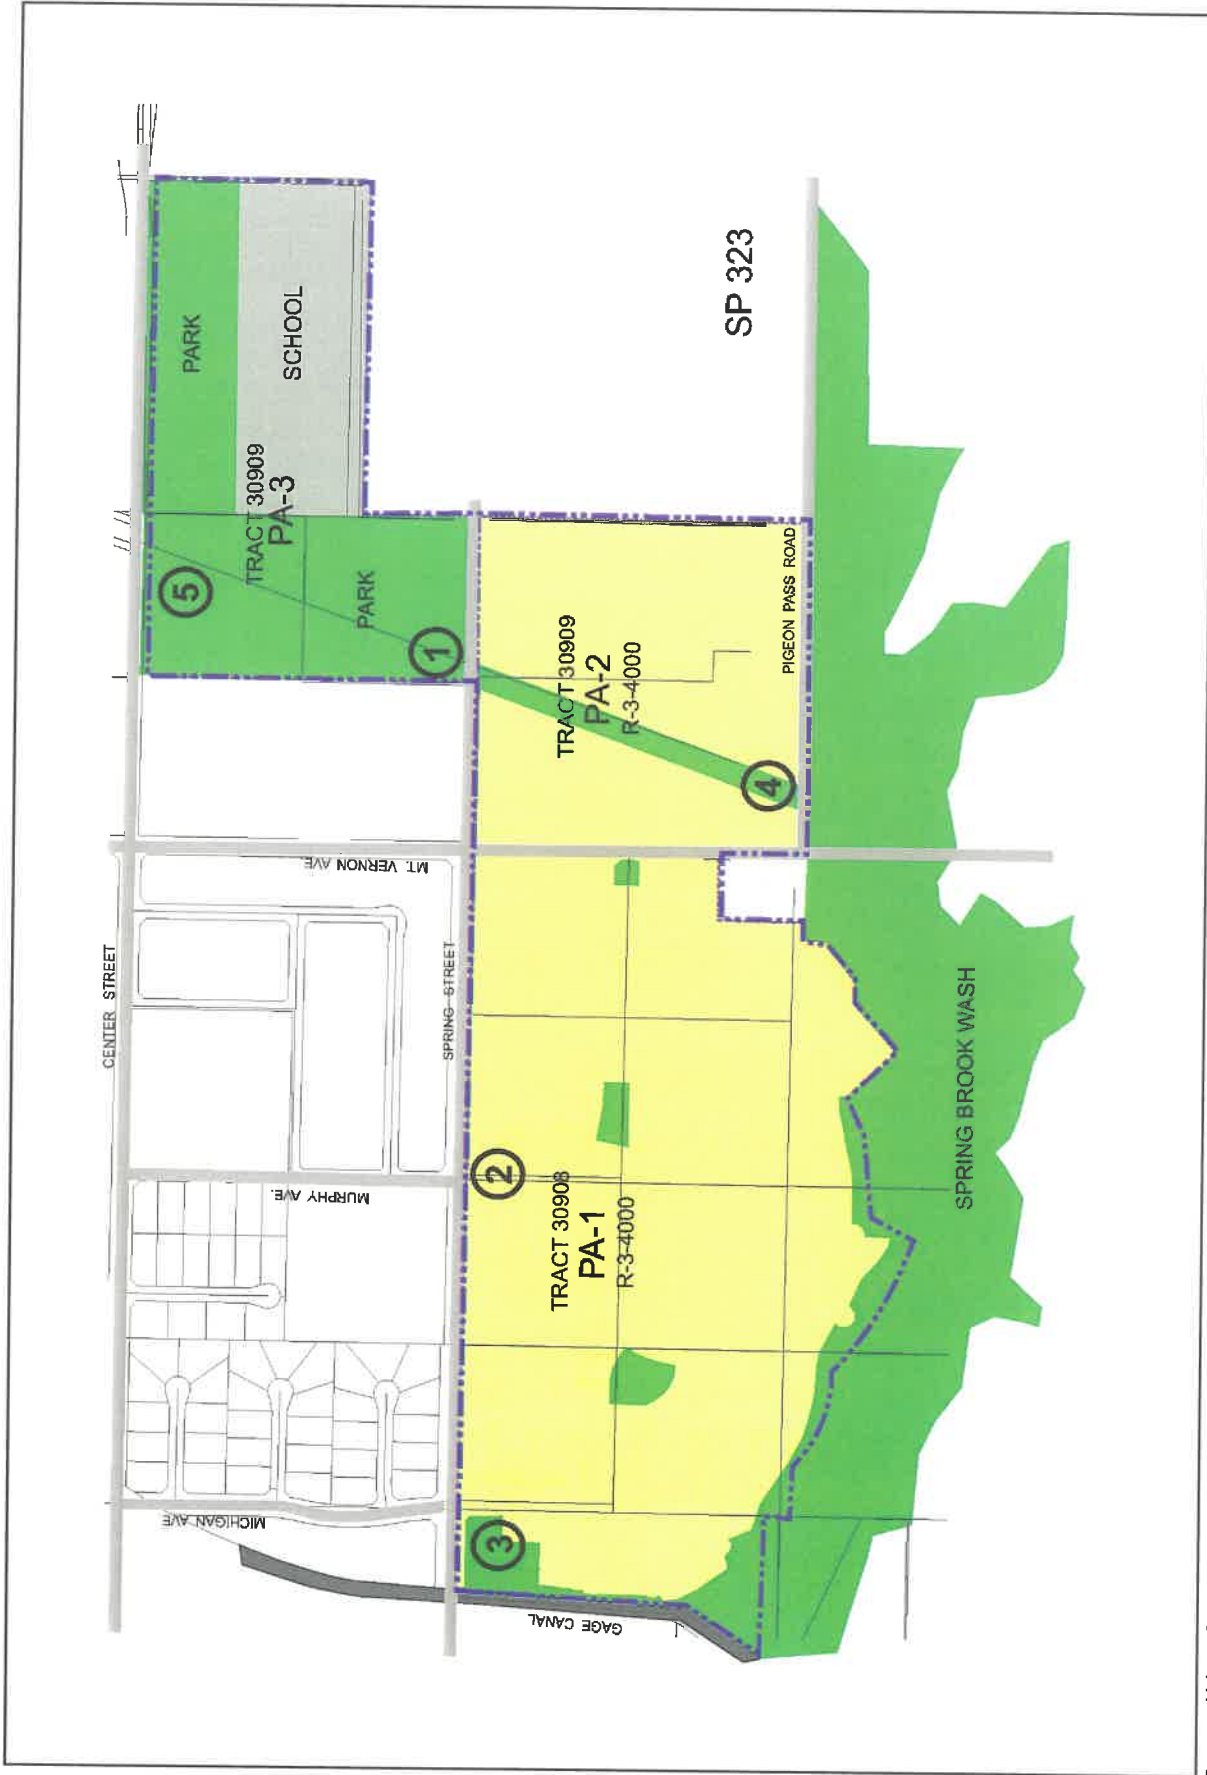 CENTER STREET
PARK
SCHOOL
TRACT 30909
PA-3
5
PARK
1
SP 323
MT. VERNON AVE.
SPRING STREET
MURPHY AVE.
MICHIGAN AVE
GAGE CANAL
TRACT 30909
PA-2
R-3-4000
4
PIGEON PASS ROAD
2
TRACT 30908
PA-1
R-3-4000
3
SPRING BROOK WASH